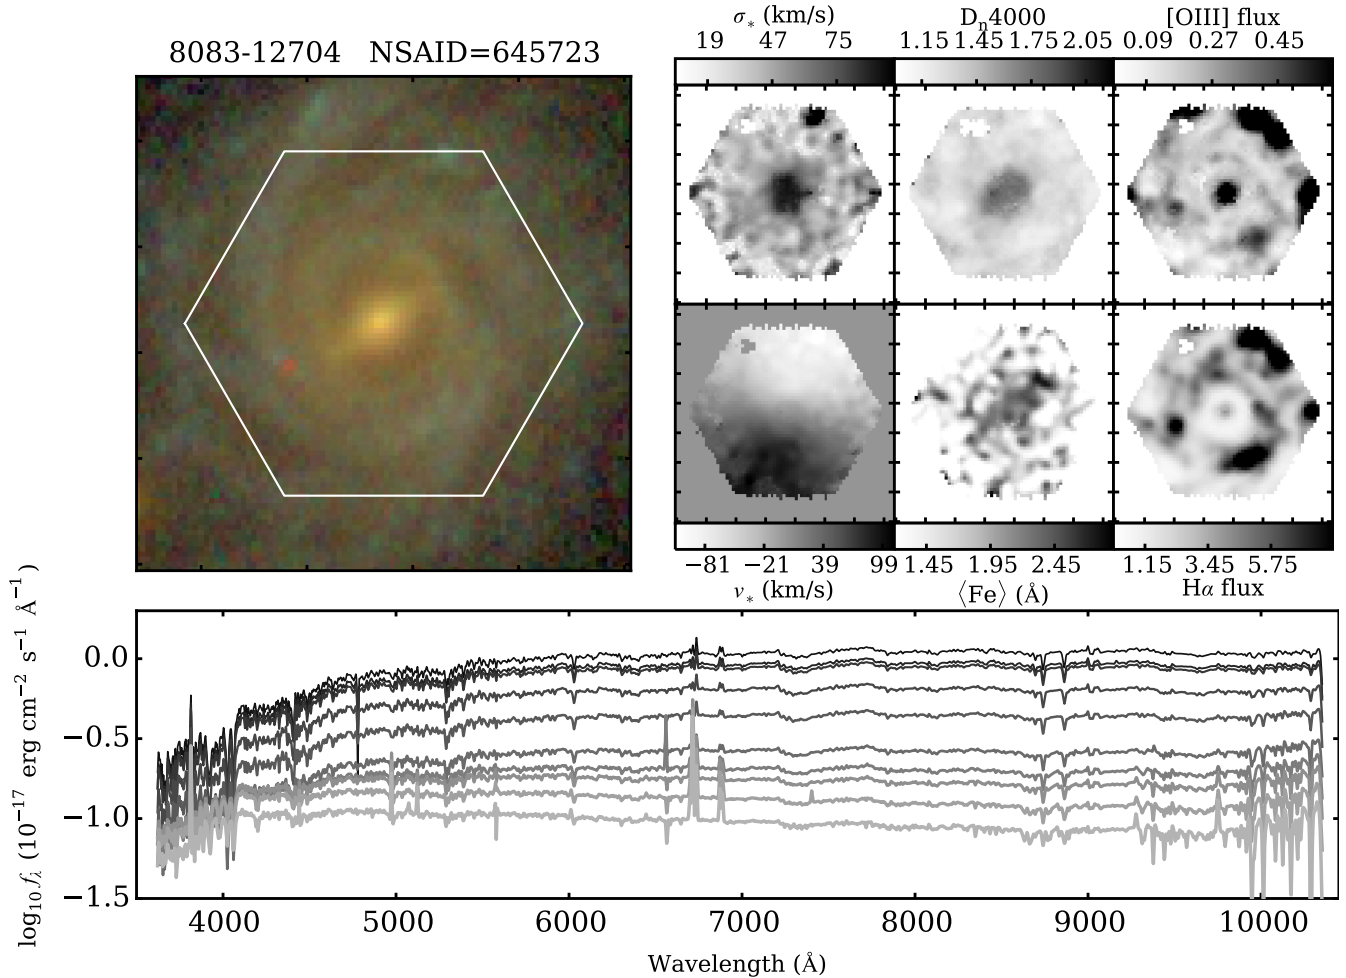 σ* (km/s) Dn4000 [OIII] flux
19 47 75 1.15 1.45 1.75 2.05 0.09 0.27 0.45
8083-12704 NSAID=645723
−81 −21 39 99 1.45 1.95 2.45 1.15 3.45 5.75
v* (km/s) ⟨Fe⟩ (Å) Hα flux
log10 fλ (10−17 erg cm−2 s−1 Å−1)
0.0
−0.5
−1.0
−1.5
4000 5000 6000 7000 8000 9000 10000
Wavelength (Å)